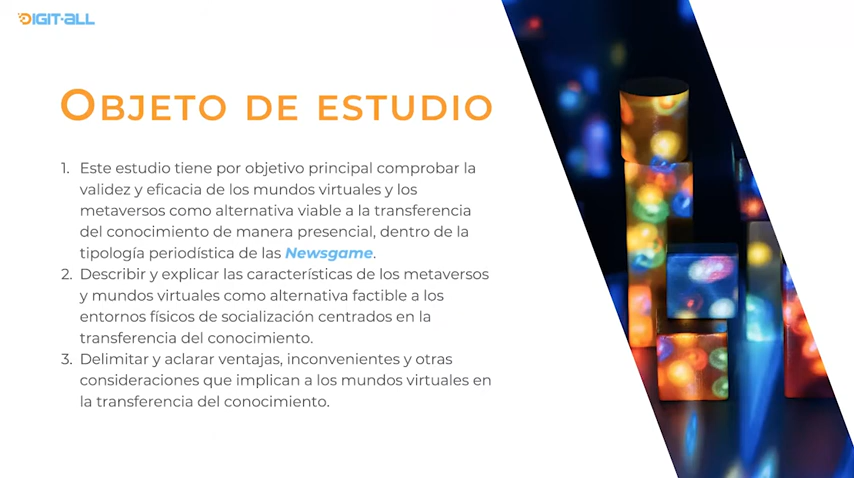 DIGIT-ALL
OBJETO DE ESTUDIO
1. Este estudio tiene por objetivo principal comprobar la
validez y eficacia de los mundos virtuales y los
metaversos como alternativa viable a la transferencia
del conocimiento de manera presencial, dentro de la
tipología periodística de las Newsgame.
2. Describir y explicar las características de los metaversos
y mundos virtuales como alternativa factible a los
entornos físicos de socialización centrados en la
transferencia del conocimiento.
3. Delimitar y aclarar ventajas, inconvenientes y otras
consideraciones que implican a los mundos virtuales en
la transferencia del conocimiento.